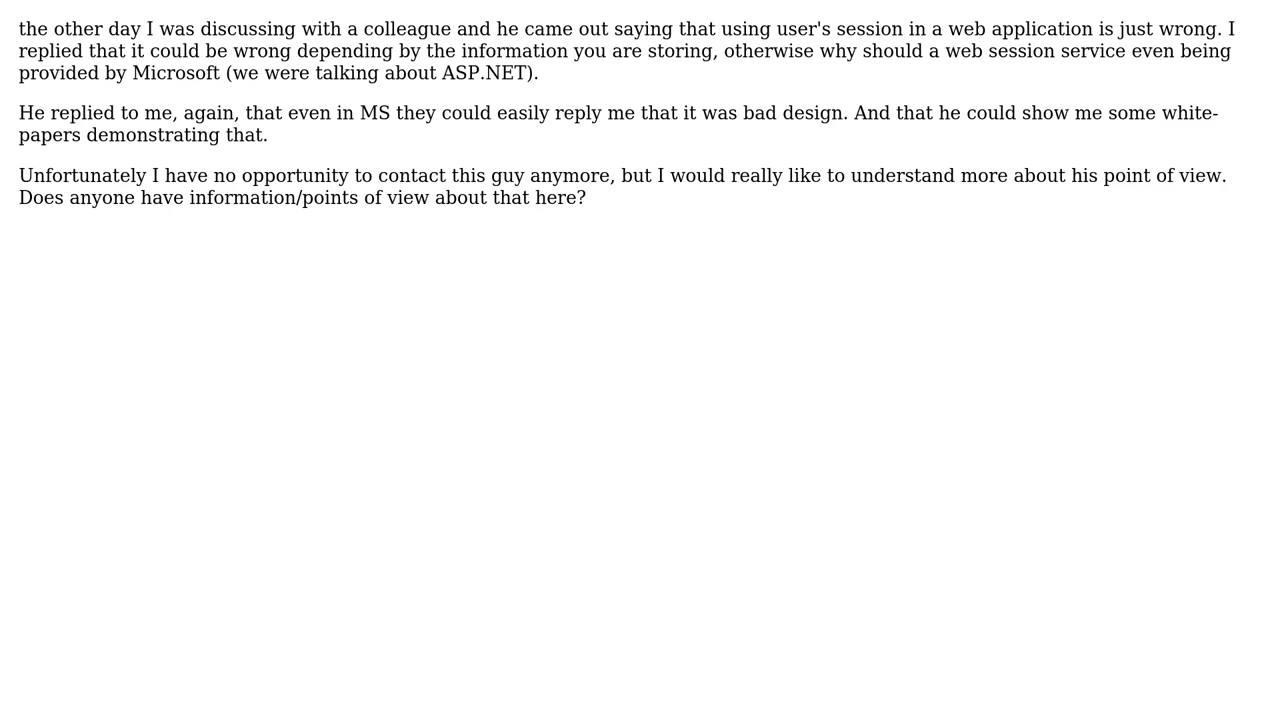 the other day I was discussing with a colleague and he came out saying that using user's session in a web application is just wrong. I
replied that it could be wrong depending by the information you are storing, otherwise why should a web session service even being
provided by Microsoft (we were talking about ASP.NET).
He replied to me, again, that even in MS they could easily reply me that it was bad design. And that he could show me some white-
papers demonstrating that.
Unfortunately I have no opportunity to contact this guy anymore, but I would really like to understand more about his point of view.
Does anyone have information/points of view about that here?